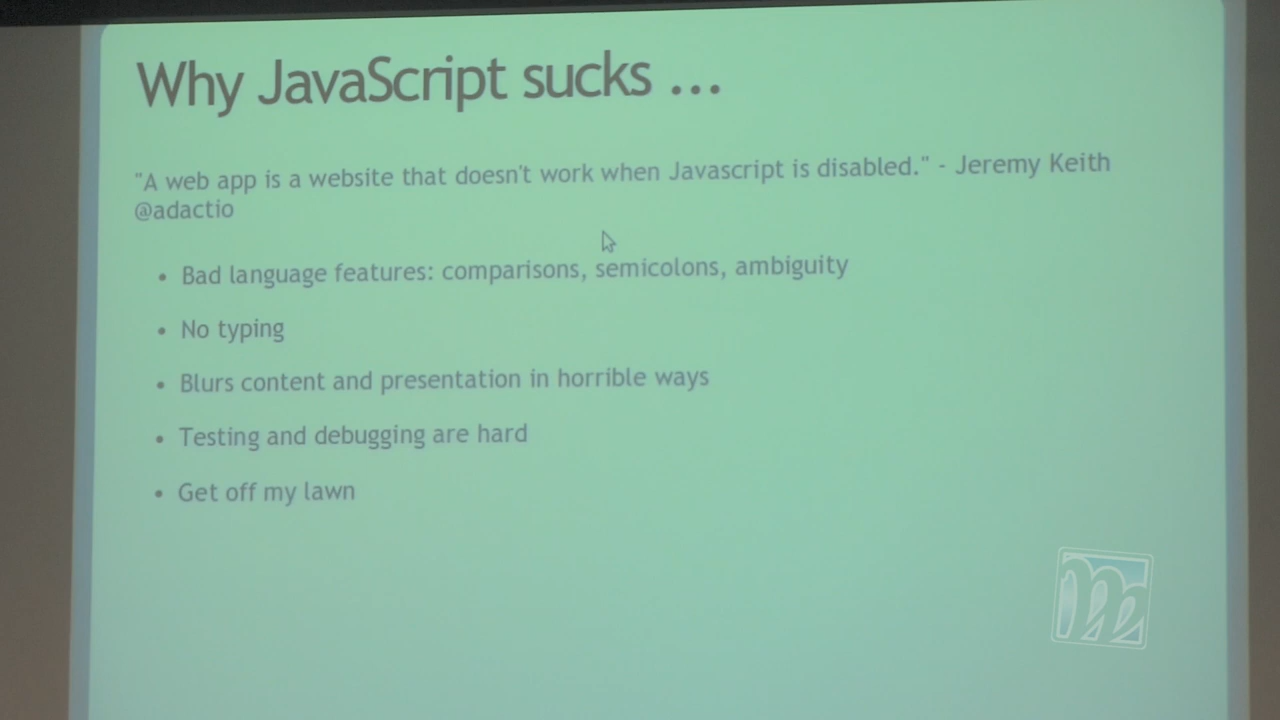 Why JavaScript sucks ...
"A web app is a website that doesn't work when Javascript is disabled." - Jeremy Keith
@adactio
• Bad language features: comparisons, semicolons, ambiguity
• No typing
• Blurs content and presentation in horrible ways
• Testing and debugging are hard
• Get off my lawn